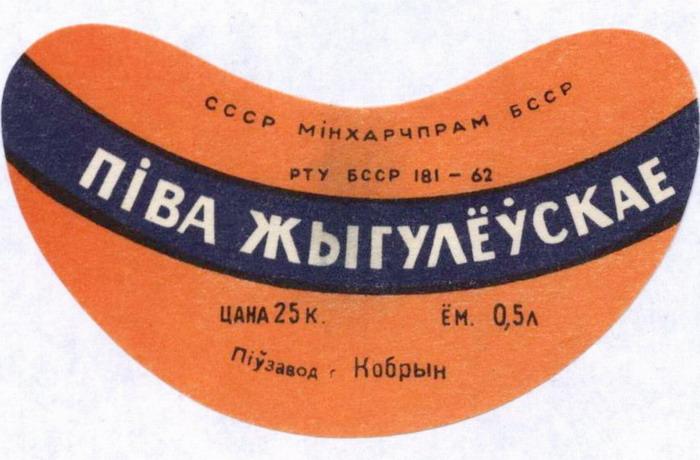 СССР МІНХАРЧПРАМ БССР
РТУ БССР 181 – 62
ПІВА ЖЫГУЛЁЎСКАЕ
ЦАНА 25 К. ЁМ. 0,5 Л
Піўзавод г Кобрын